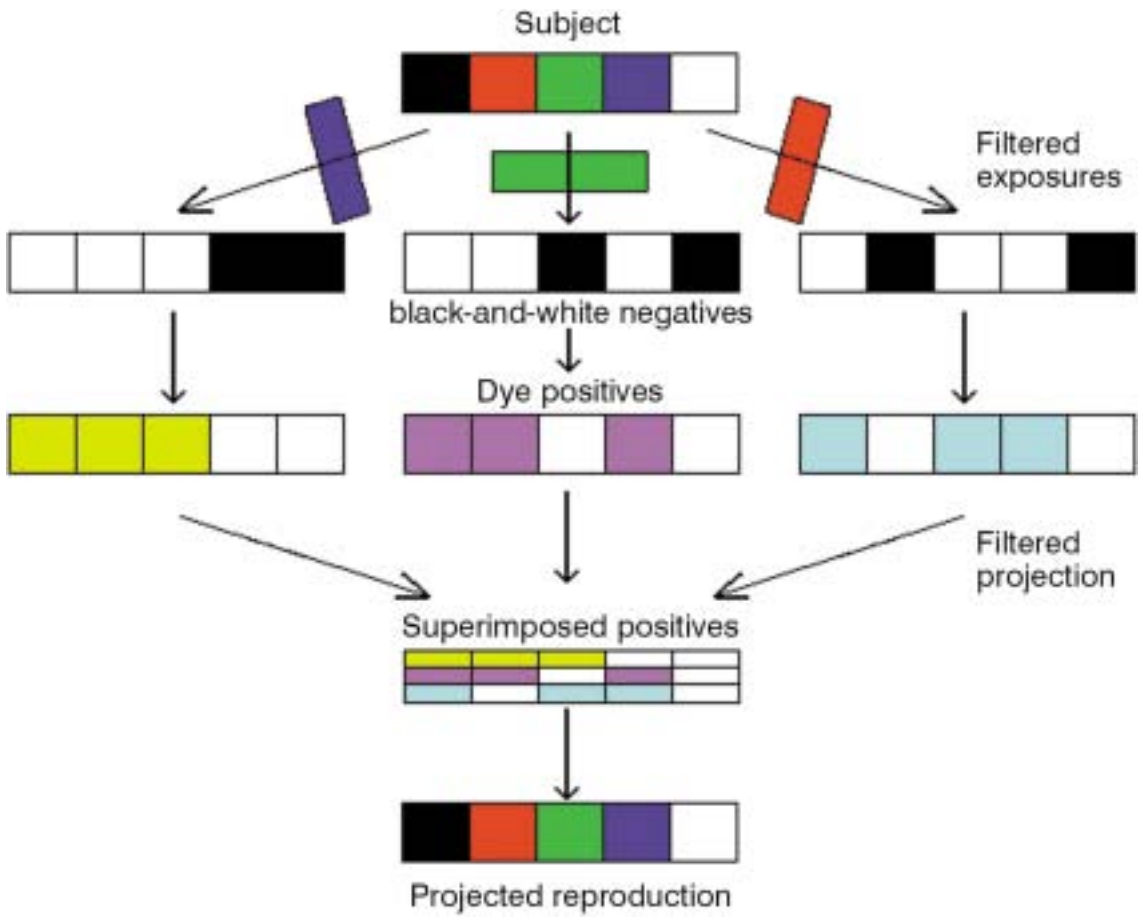 Subject
Filtered
exposures
black-and-white negatives
Dye positives
Filtered
projection
Superimposed positives
Projected reproduction